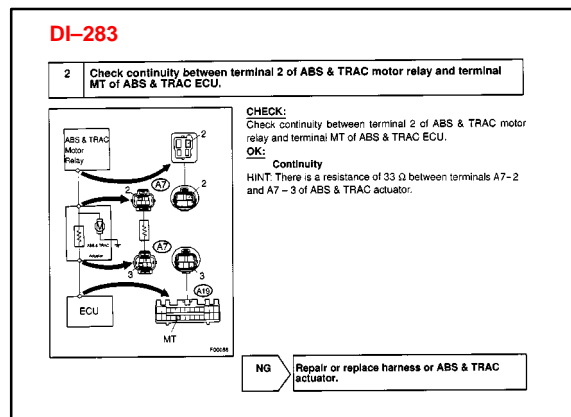 DI–283
2 Check continuity between terminal 2 of ABS & TRAC motor relay and terminal
MT of ABS & TRAC ECU.
CHECK:
Check continuity between terminal 2 of ABS & TRAC motor
relay and terminal MT of ABS & TRAC ECU.
OK:
Continuity
HINT: There is a resistance of 33 Ω between terminals A7–2
and A7 – 3 of ABS & TRAC actuator.
ABS & TRAC
Motor
Relay
2
2
A7
2
M
ABS & TRAC
Actuator
A7
3
3
ECU
A19
MT
F00086
NG Repair or replace harness or ABS & TRAC
actuator.